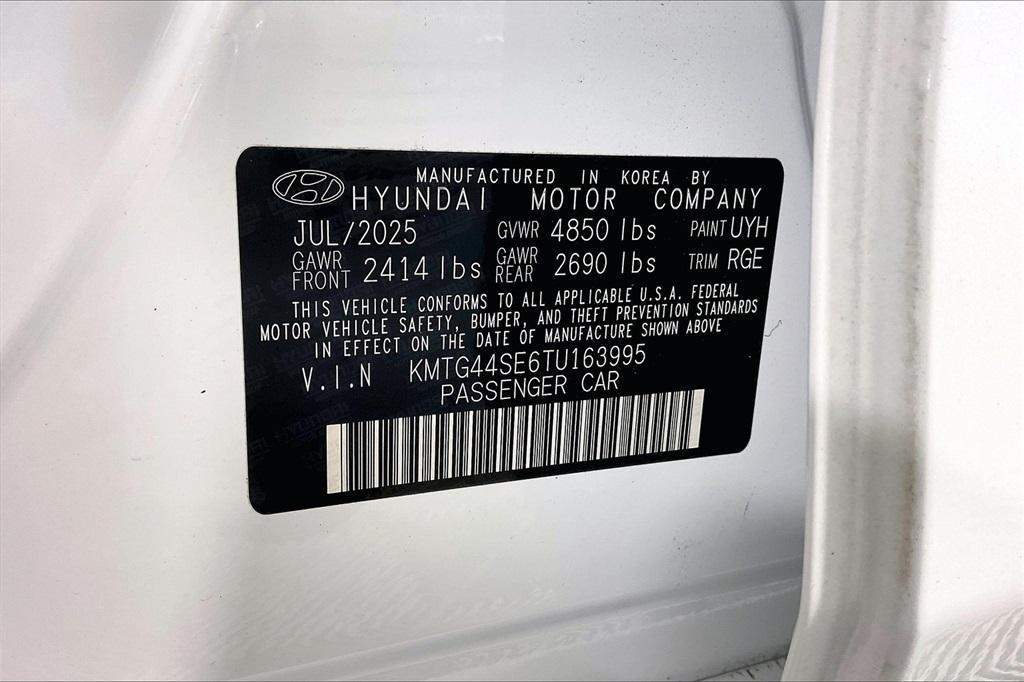 MANUFACTURED IN KOREA BY
HYUNDAI MOTOR COMPANY
JUL/2025 GVWR 4850 lbs PAINT UYH
GAWR FRONT 2414 lbs GAWR REAR 2690 lbs TRIM RGE
THIS VEHICLE CONFORMS TO ALL APPLICABLE U.S.A. FEDERAL
MOTOR VEHICLE SAFETY, BUMPER, AND THEFT PREVENTION STANDARDS
IN EFFECT ON THE DATE OF MANUFACTURE SHOWN ABOVE
V.I.N KMTG44SE6TU163995
PASSENGER CAR